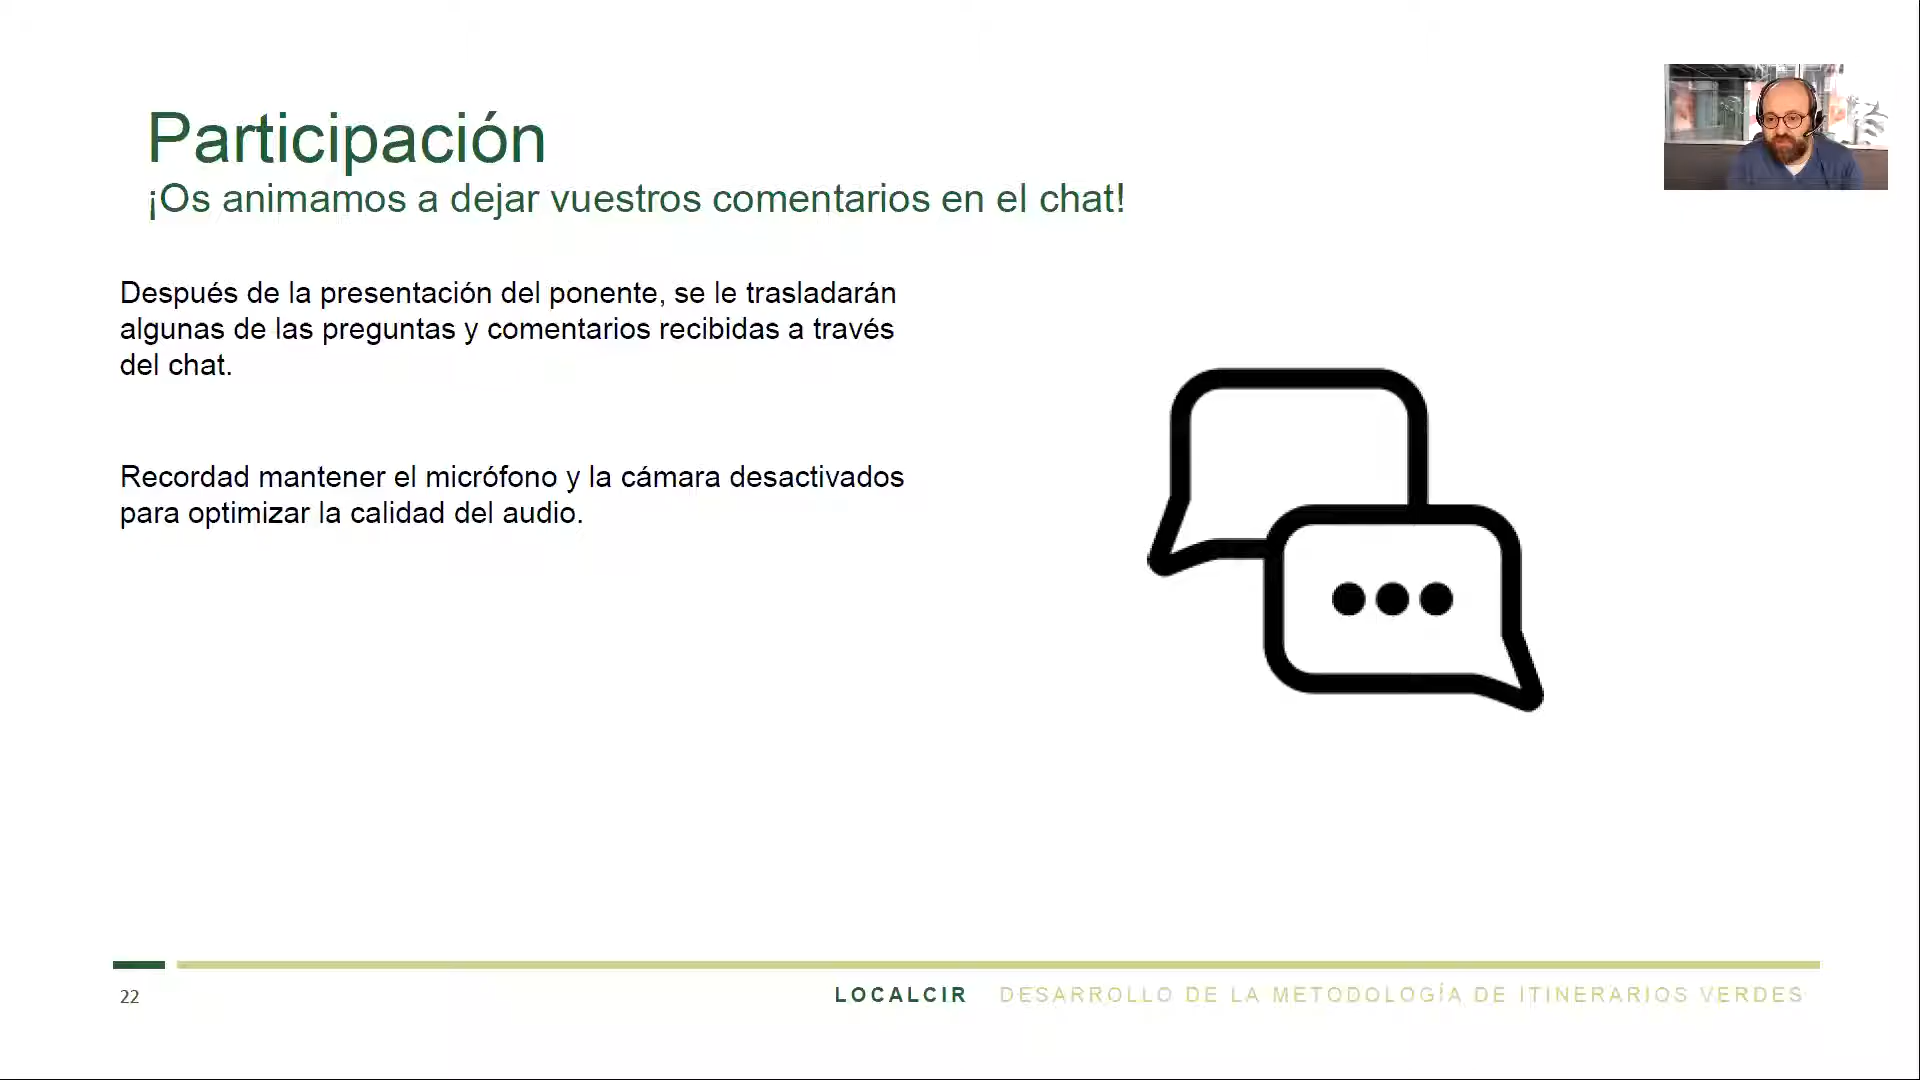 Participación
¡Os animamos a dejar vuestros comentarios en el chat!
Después de la presentación del ponente, se le trasladarán
algunas de las preguntas y comentarios recibidas a través
del chat.
Recordad mantener el micrófono y la cámara desactivados
para optimizar la calidad del audio.
22
LOCALCIR DESARROLLO DE LA METODOLOGÍA DE ITINERARIOS VERDES